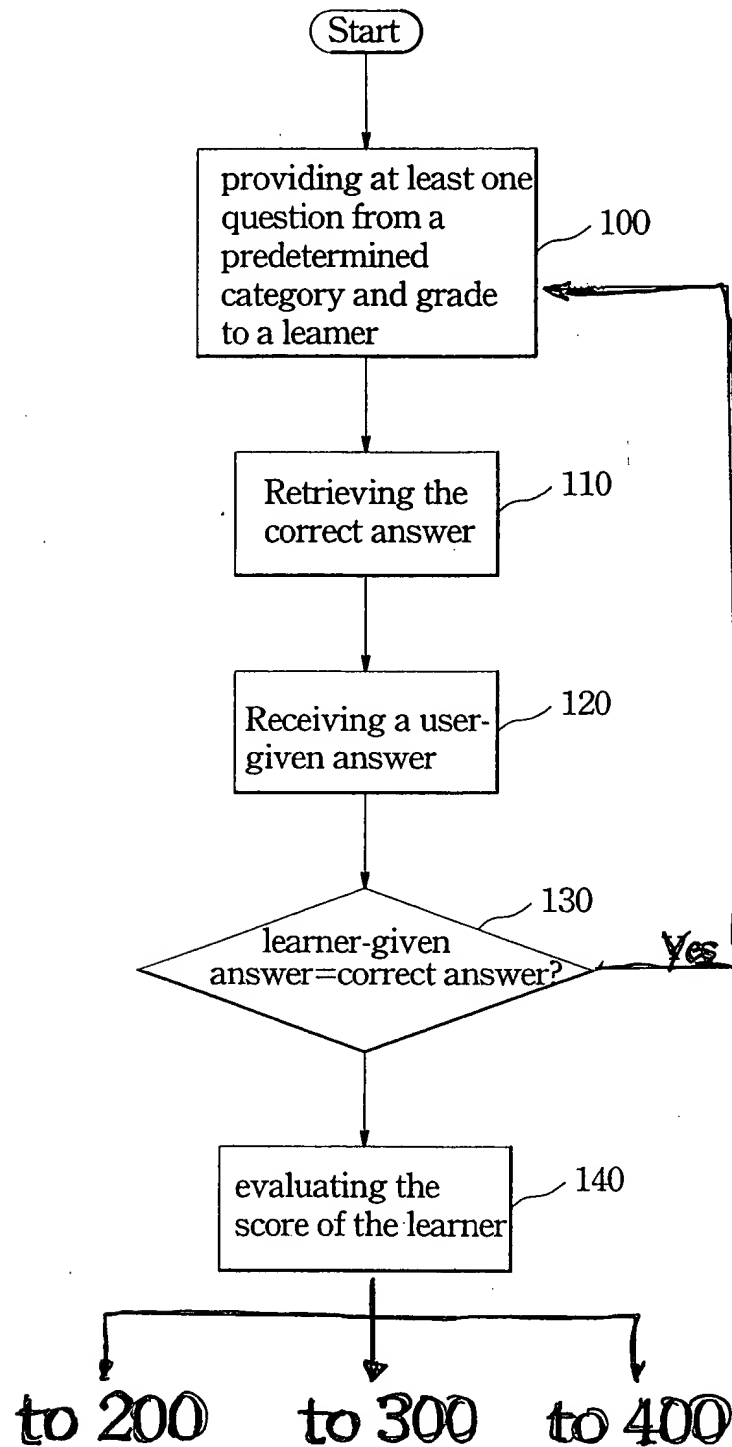 Start
providing at least one
question from a
predetermined
category and grade
to a learner
100
Retrieving the
correct answer
110
Receiving a user-
given answer
120
learner-given
answer=correct answer?
130
Yes
evaluating the
score of the learner
140
to 200
to 300
to 400